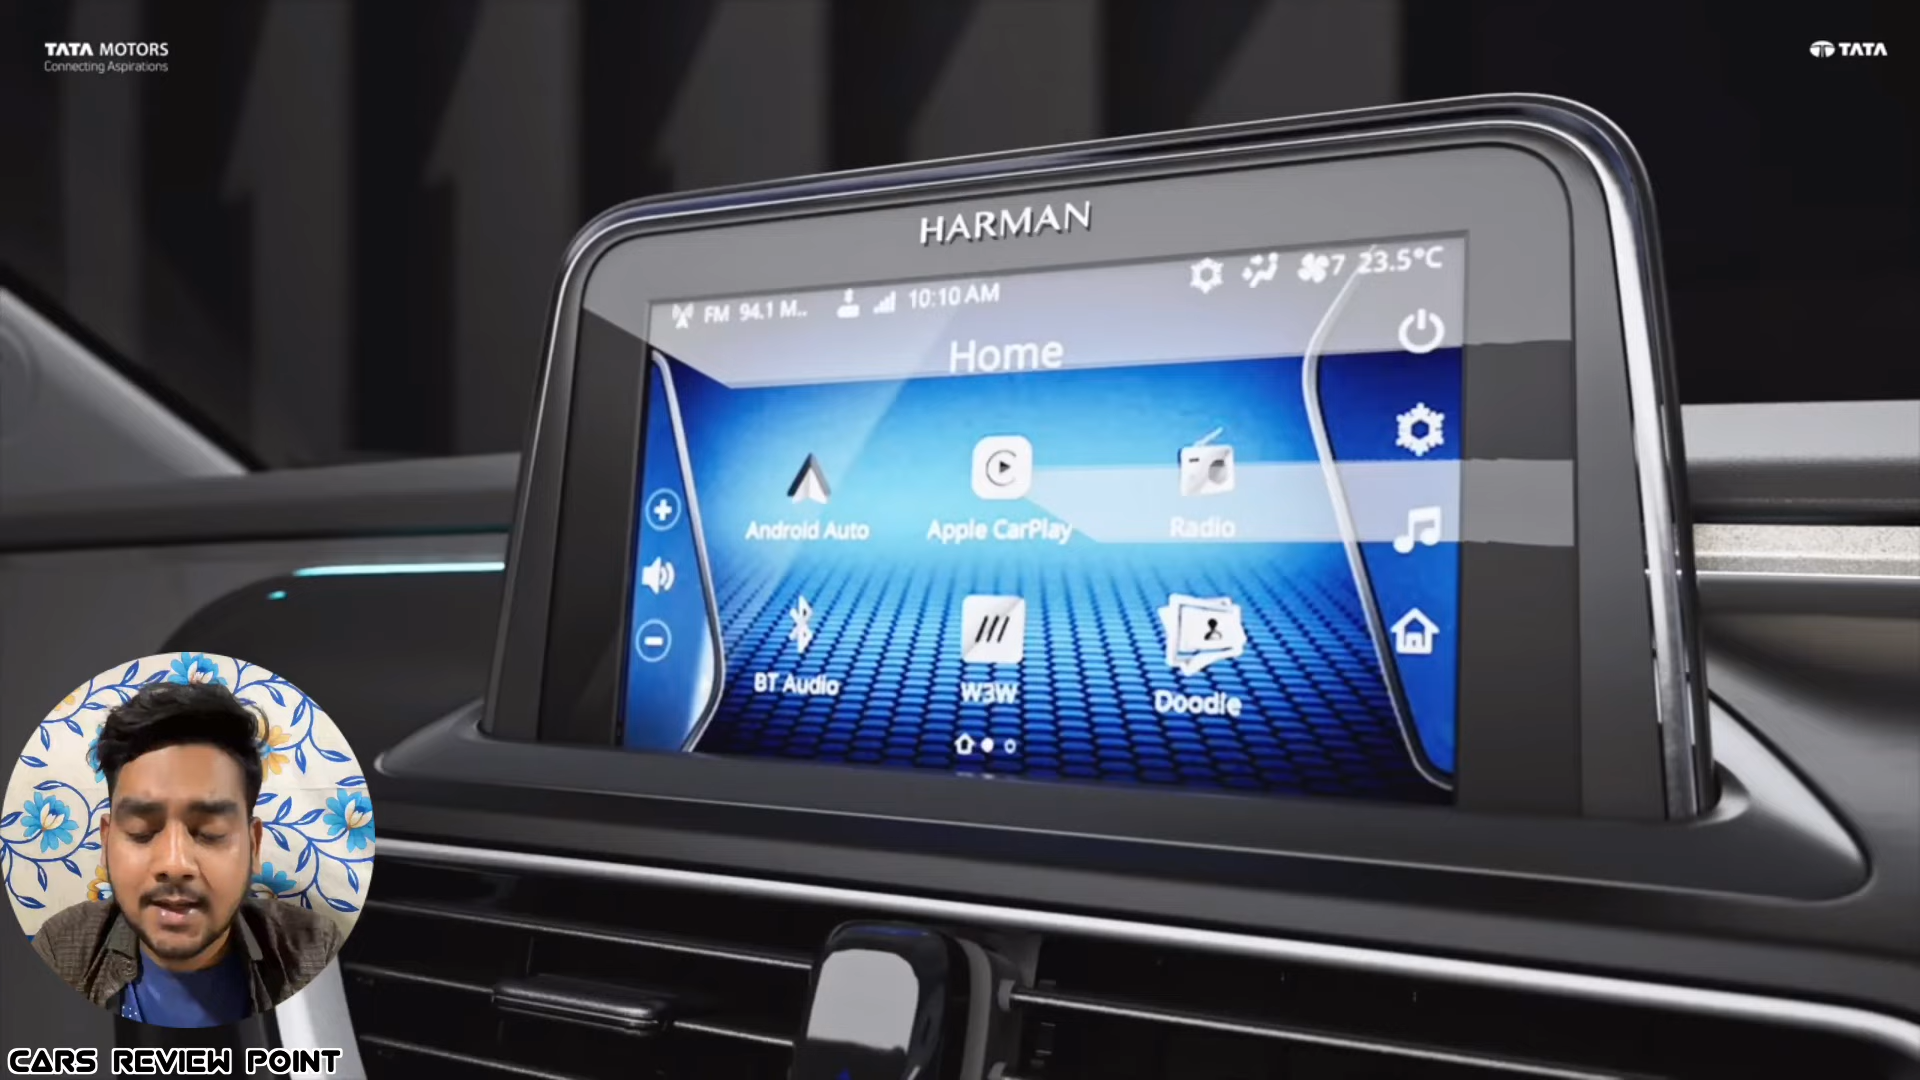 TATA MOTORS
Connecting Aspirations
TATA
HARMAN
FM 94.1 M.. 10:10 AM 7 23.5°C
Home
Android Auto Apple CarPlay Radio
BT Audio W3W Doodle
CARS REVIEW POINT